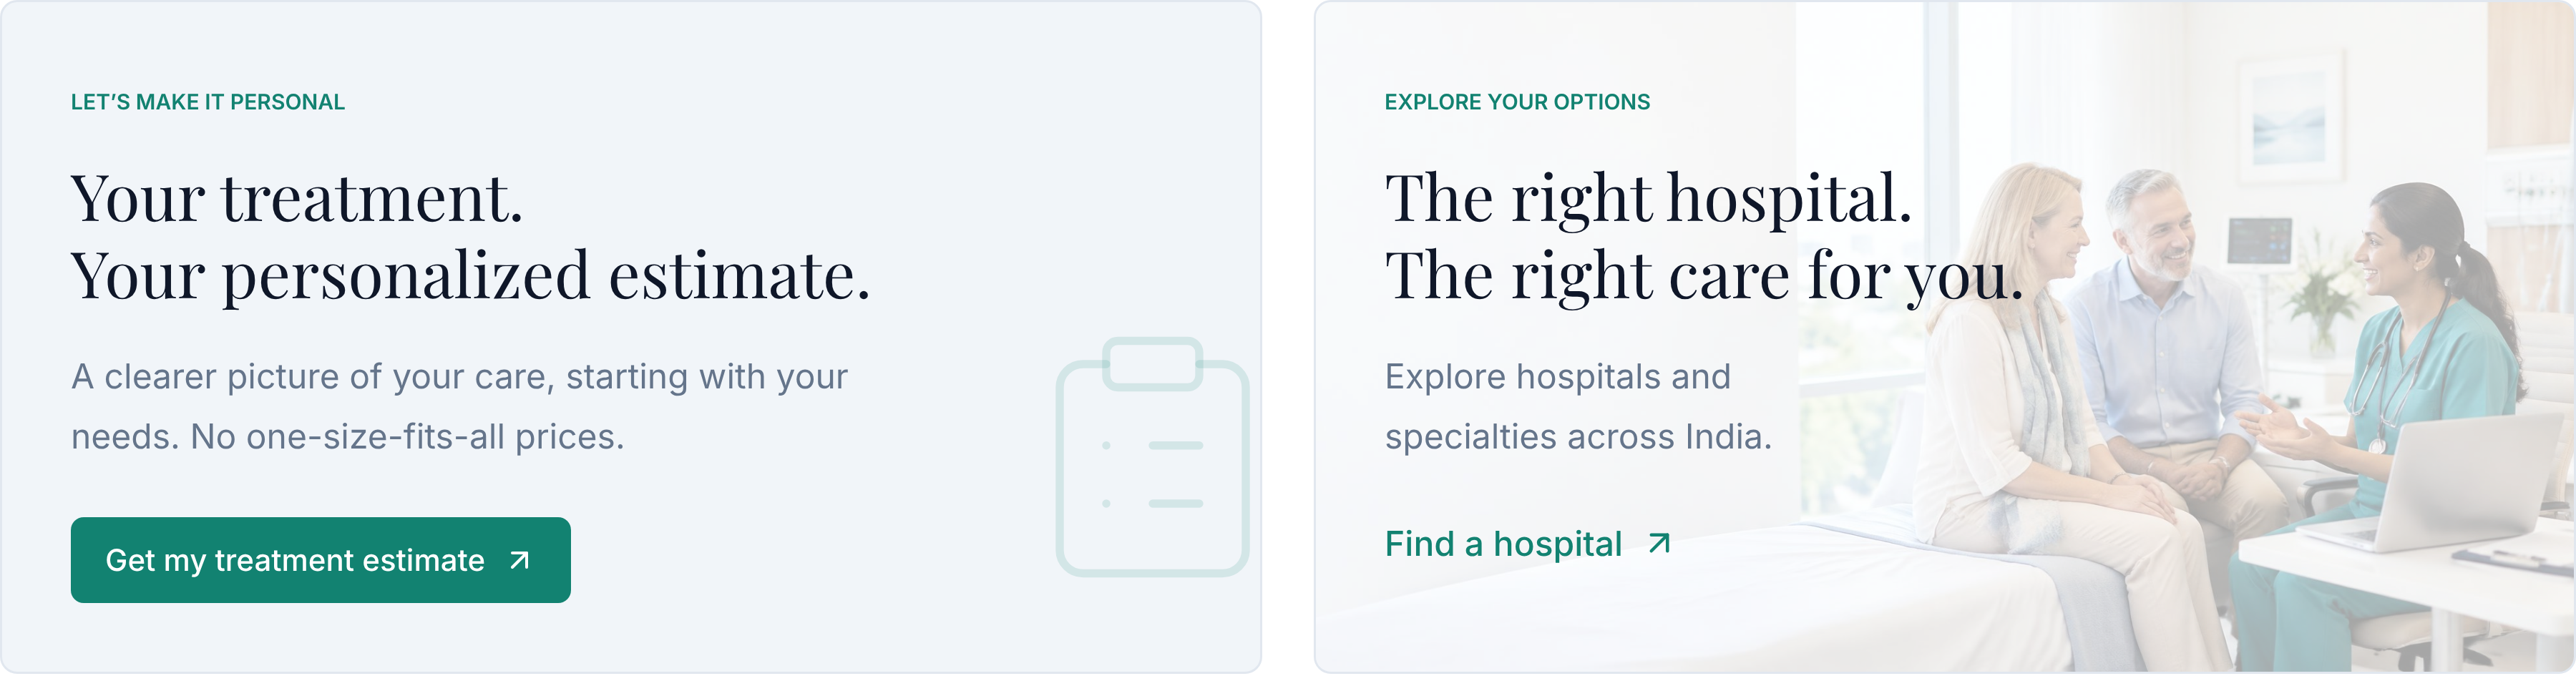 LET’S MAKE IT PERSONAL
Your treatment.
Your personalized estimate.
A clearer picture of your care, starting with your
needs. No one-size-fits-all prices.
Get my treatment estimate
EXPLORE YOUR OPTIONS
The right hospital.
The right care for you.
Explore hospitals and
specialties across India.
Find a hospital